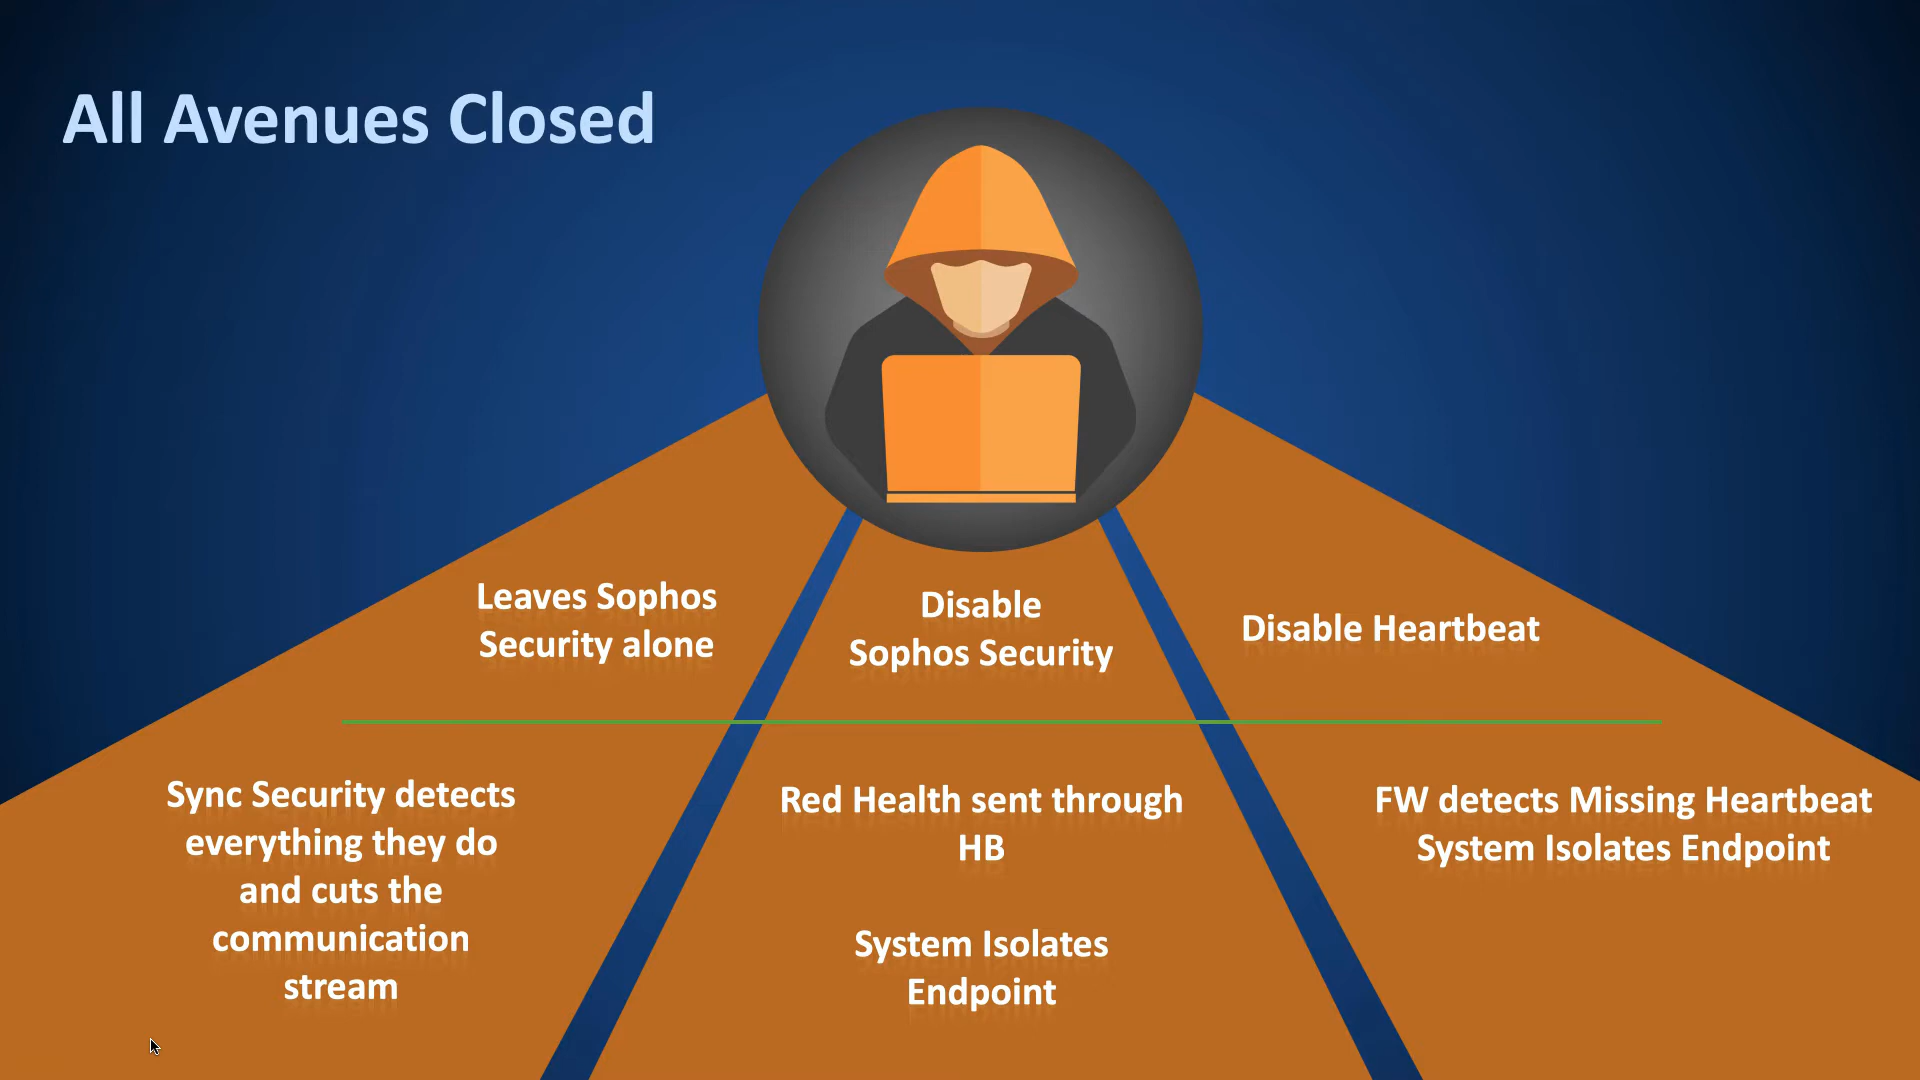 All Avenues Closed
Leaves Sophos
Security alone
Disable
Sophos Security
Disable Heartbeat
Sync Security detects
everything they do
and cuts the
communication
stream
Red Health sent through
HB
System Isolates
Endpoint
FW detects Missing Heartbeat
System Isolates Endpoint